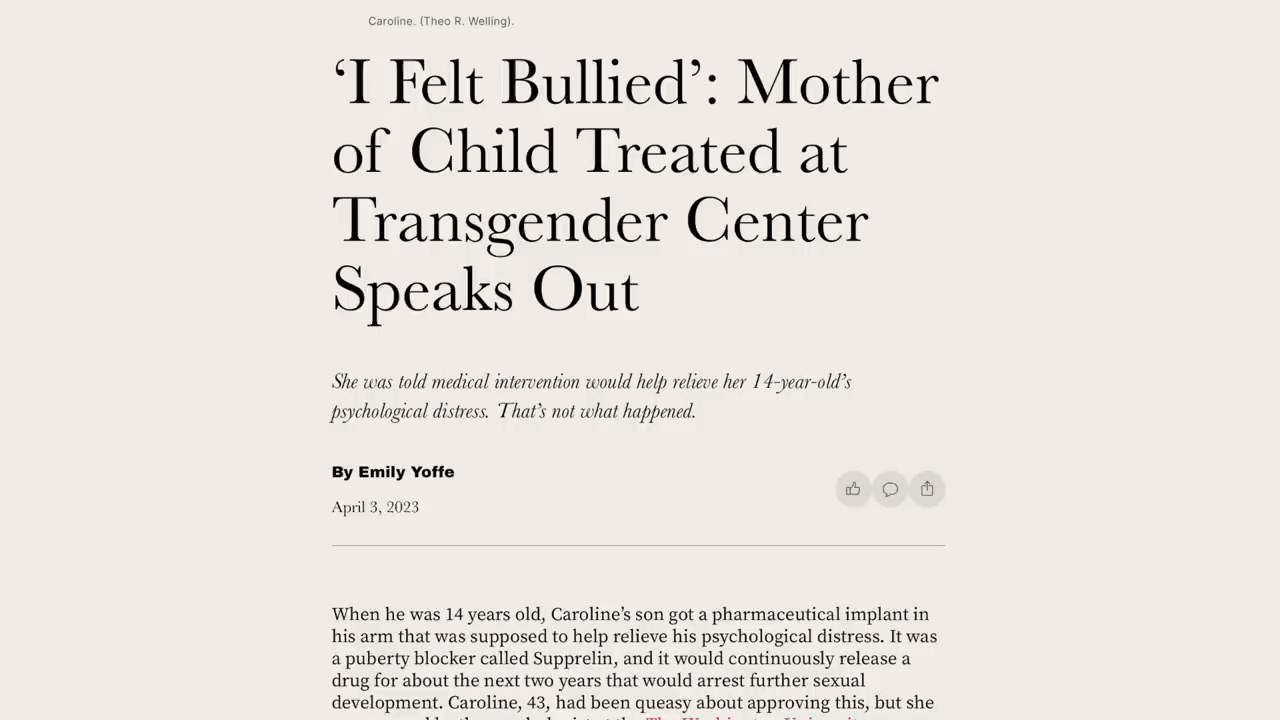 Caroline. (Theo R. Welling).
‘I Felt Bullied’: Mother
of Child Treated at
Transgender Center
Speaks Out
She was told medical intervention would help relieve her 14-year-old’s
psychological distress. That’s not what happened.
By Emily Yoffe
April 3, 2023
When he was 14 years old, Caroline’s son got a pharmaceutical implant in
his arm that was supposed to help relieve his psychological distress. It was
a puberty blocker called Supprelin, and it would continuously release a
drug for about the next two years that would arrest further sexual
development. Caroline, 43, had been queasy about approving this, but she